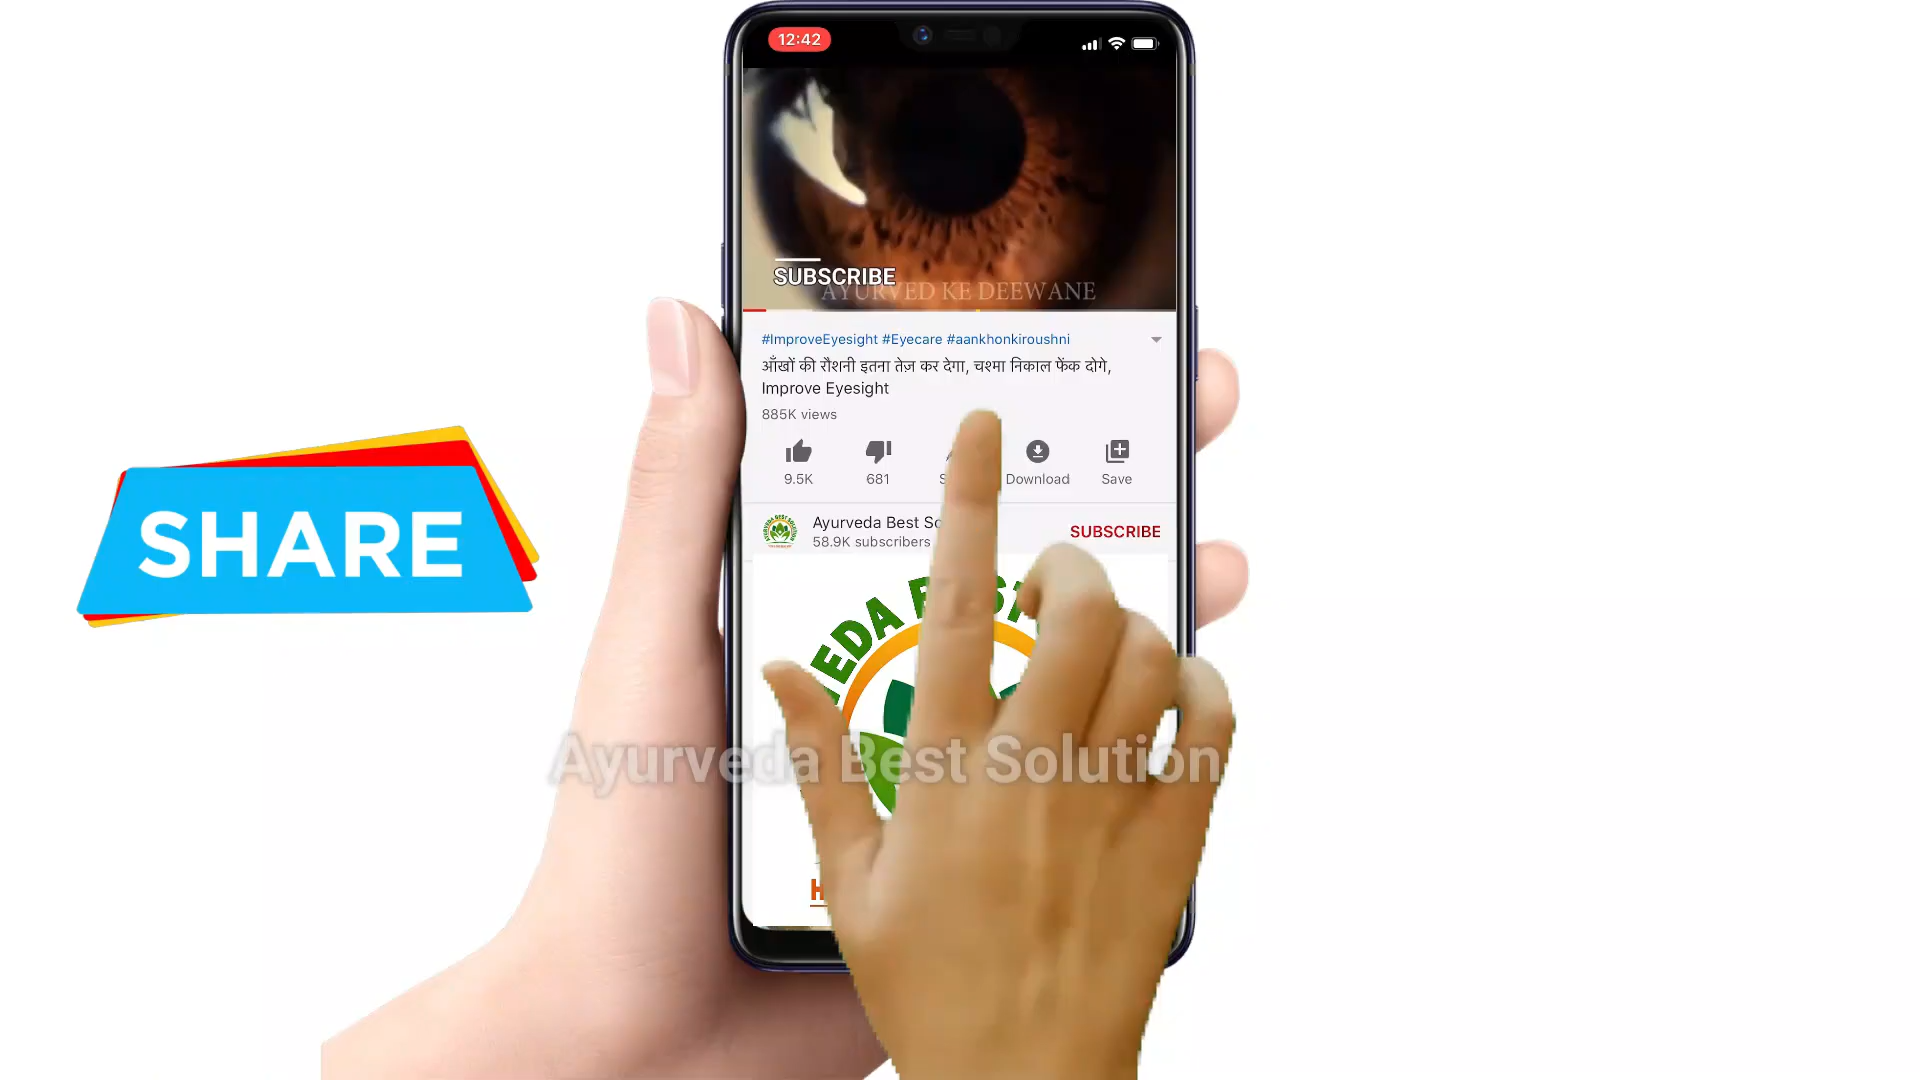 12:42
SUBSCRIBE
AYURVED KE DEEWANE
#ImproveEyesight #Eyecare #aankhonkiroushni
आँखों की रौशनी इतना तेज़ कर देगा, चश्मा निकाल फेंक दोगे,
Improve Eyesight
885K views
9.5K
681
Download
Save
SHARE
Ayurveda Best
58.9K subscribers
SUBSCRIBE
Ayurveda Best Solution